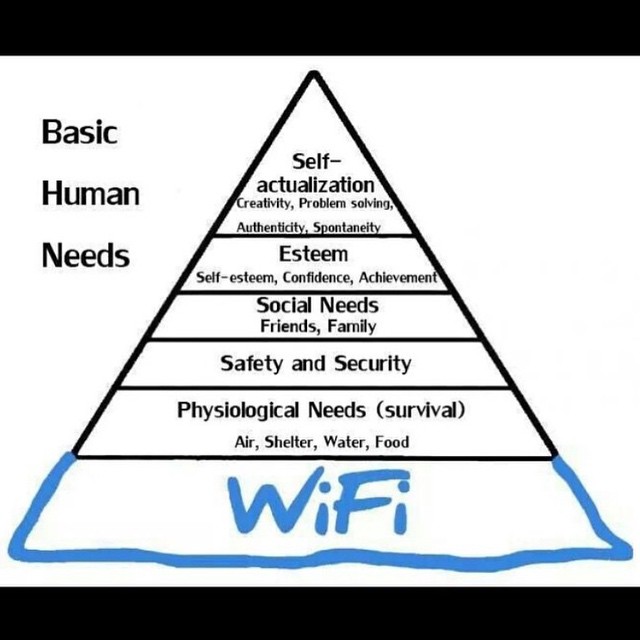 Basic
Human
Needs
Self-
actualization
Creativity, Problem solving,
Authenticity, Spontaneity
Esteem
Self-esteem, Confidence, Achievement
Social Needs
Friends, Family
Safety and Security
Physiological Needs (survival)
Air, Shelter, Water, Food
WiFi